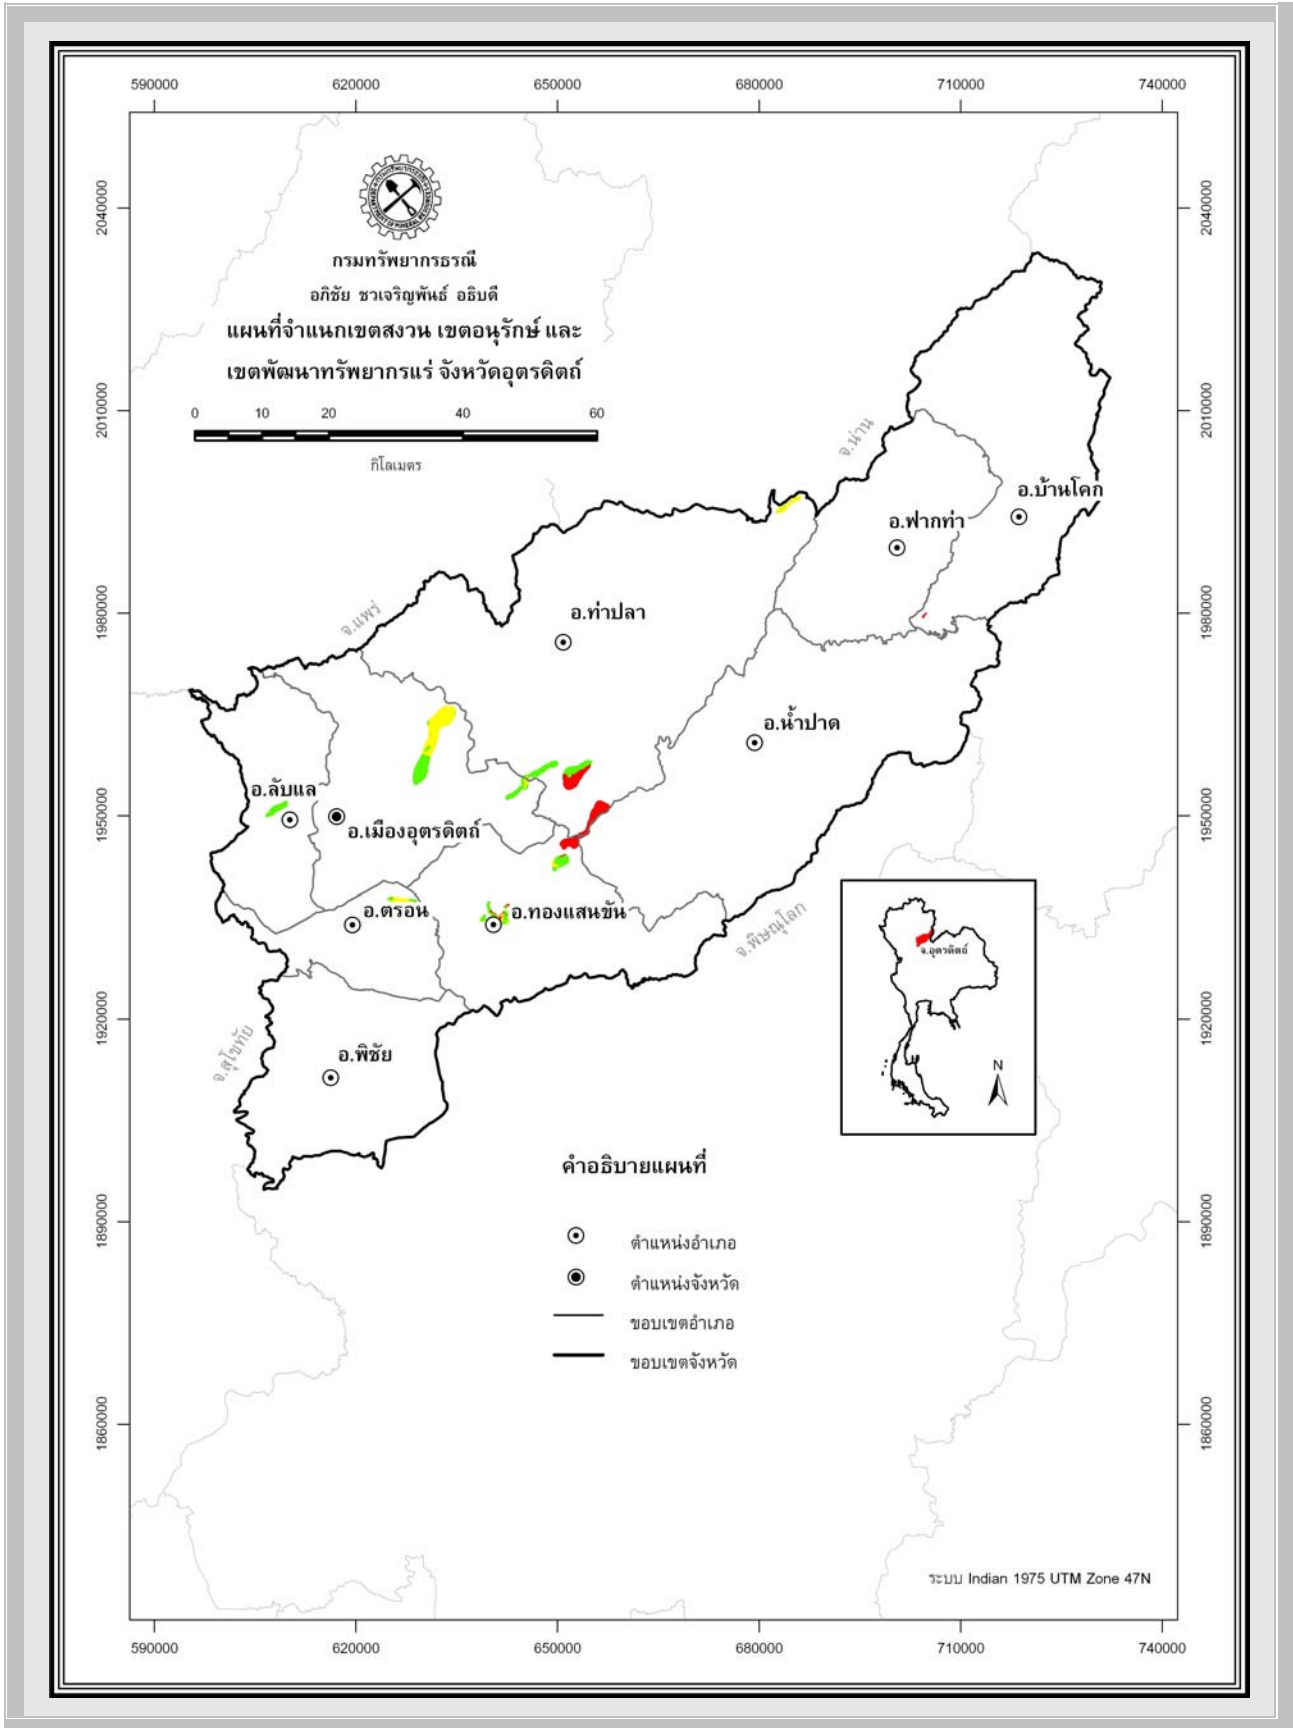 590000 620000 650000 680000 710000 740000
2040000 2040000
DEPARTMENT OF MINERAL RESOURCES
กรมทรัพยากรธรณี
อภิชัย ชวเจริญพันธ์ อธิบดี
แผนที่จำแนกเขตสงวน เขตอนุรักษ์ และ
เขตพัฒนาทรัพยากรแร่ จังหวัดอุตรดิตถ์
0 10 20 40 60
กิโลเมตร
2010000 2010000
จ.น่าน
อ.บ้านโคก
อ.ฟากท่า
1980000 1980000
จ.แพร่
อ.ท่าปลา
อ.น้ำปาด
อ.ลับแล
1950000 1950000
อ.เมืองอุตรดิตถ์
อ.ตรอน
อ.ทองแสนขัน
จ.พิษณุโลก
จ.อุตรดิตถ์
1920000 1920000
จ.สุโขทัย
อ.พิชัย
N
คำอธิบายแผนที่
1890000 1890000
ตำแหน่งอำเภอ
ตำแหน่งจังหวัด
ขอบเขตอำเภอ
ขอบเขตจังหวัด
1860000 1860000
ระบบ Indian 1975 UTM Zone 47N
590000 620000 650000 680000 710000 740000